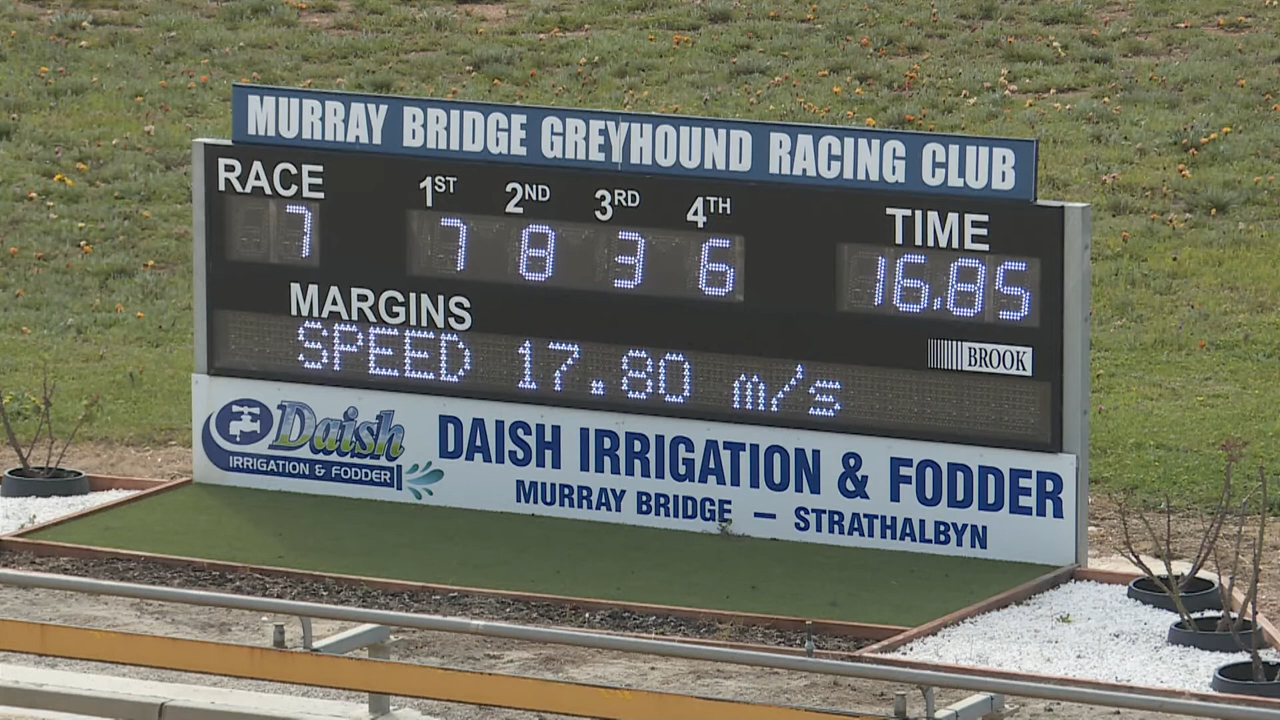 MURRAY BRIDGE GREYHOUND RACING CLUB
RACE 1ST 2ND 3RD 4TH TIME
7 7 8 3 6 16.85
MARGINS
SPEED 17.80 m/s
BROOK
Daish
IRRIGATION & FODDER
DAISH IRRIGATION & FODDER
MURRAY BRIDGE – STRATHALBYN